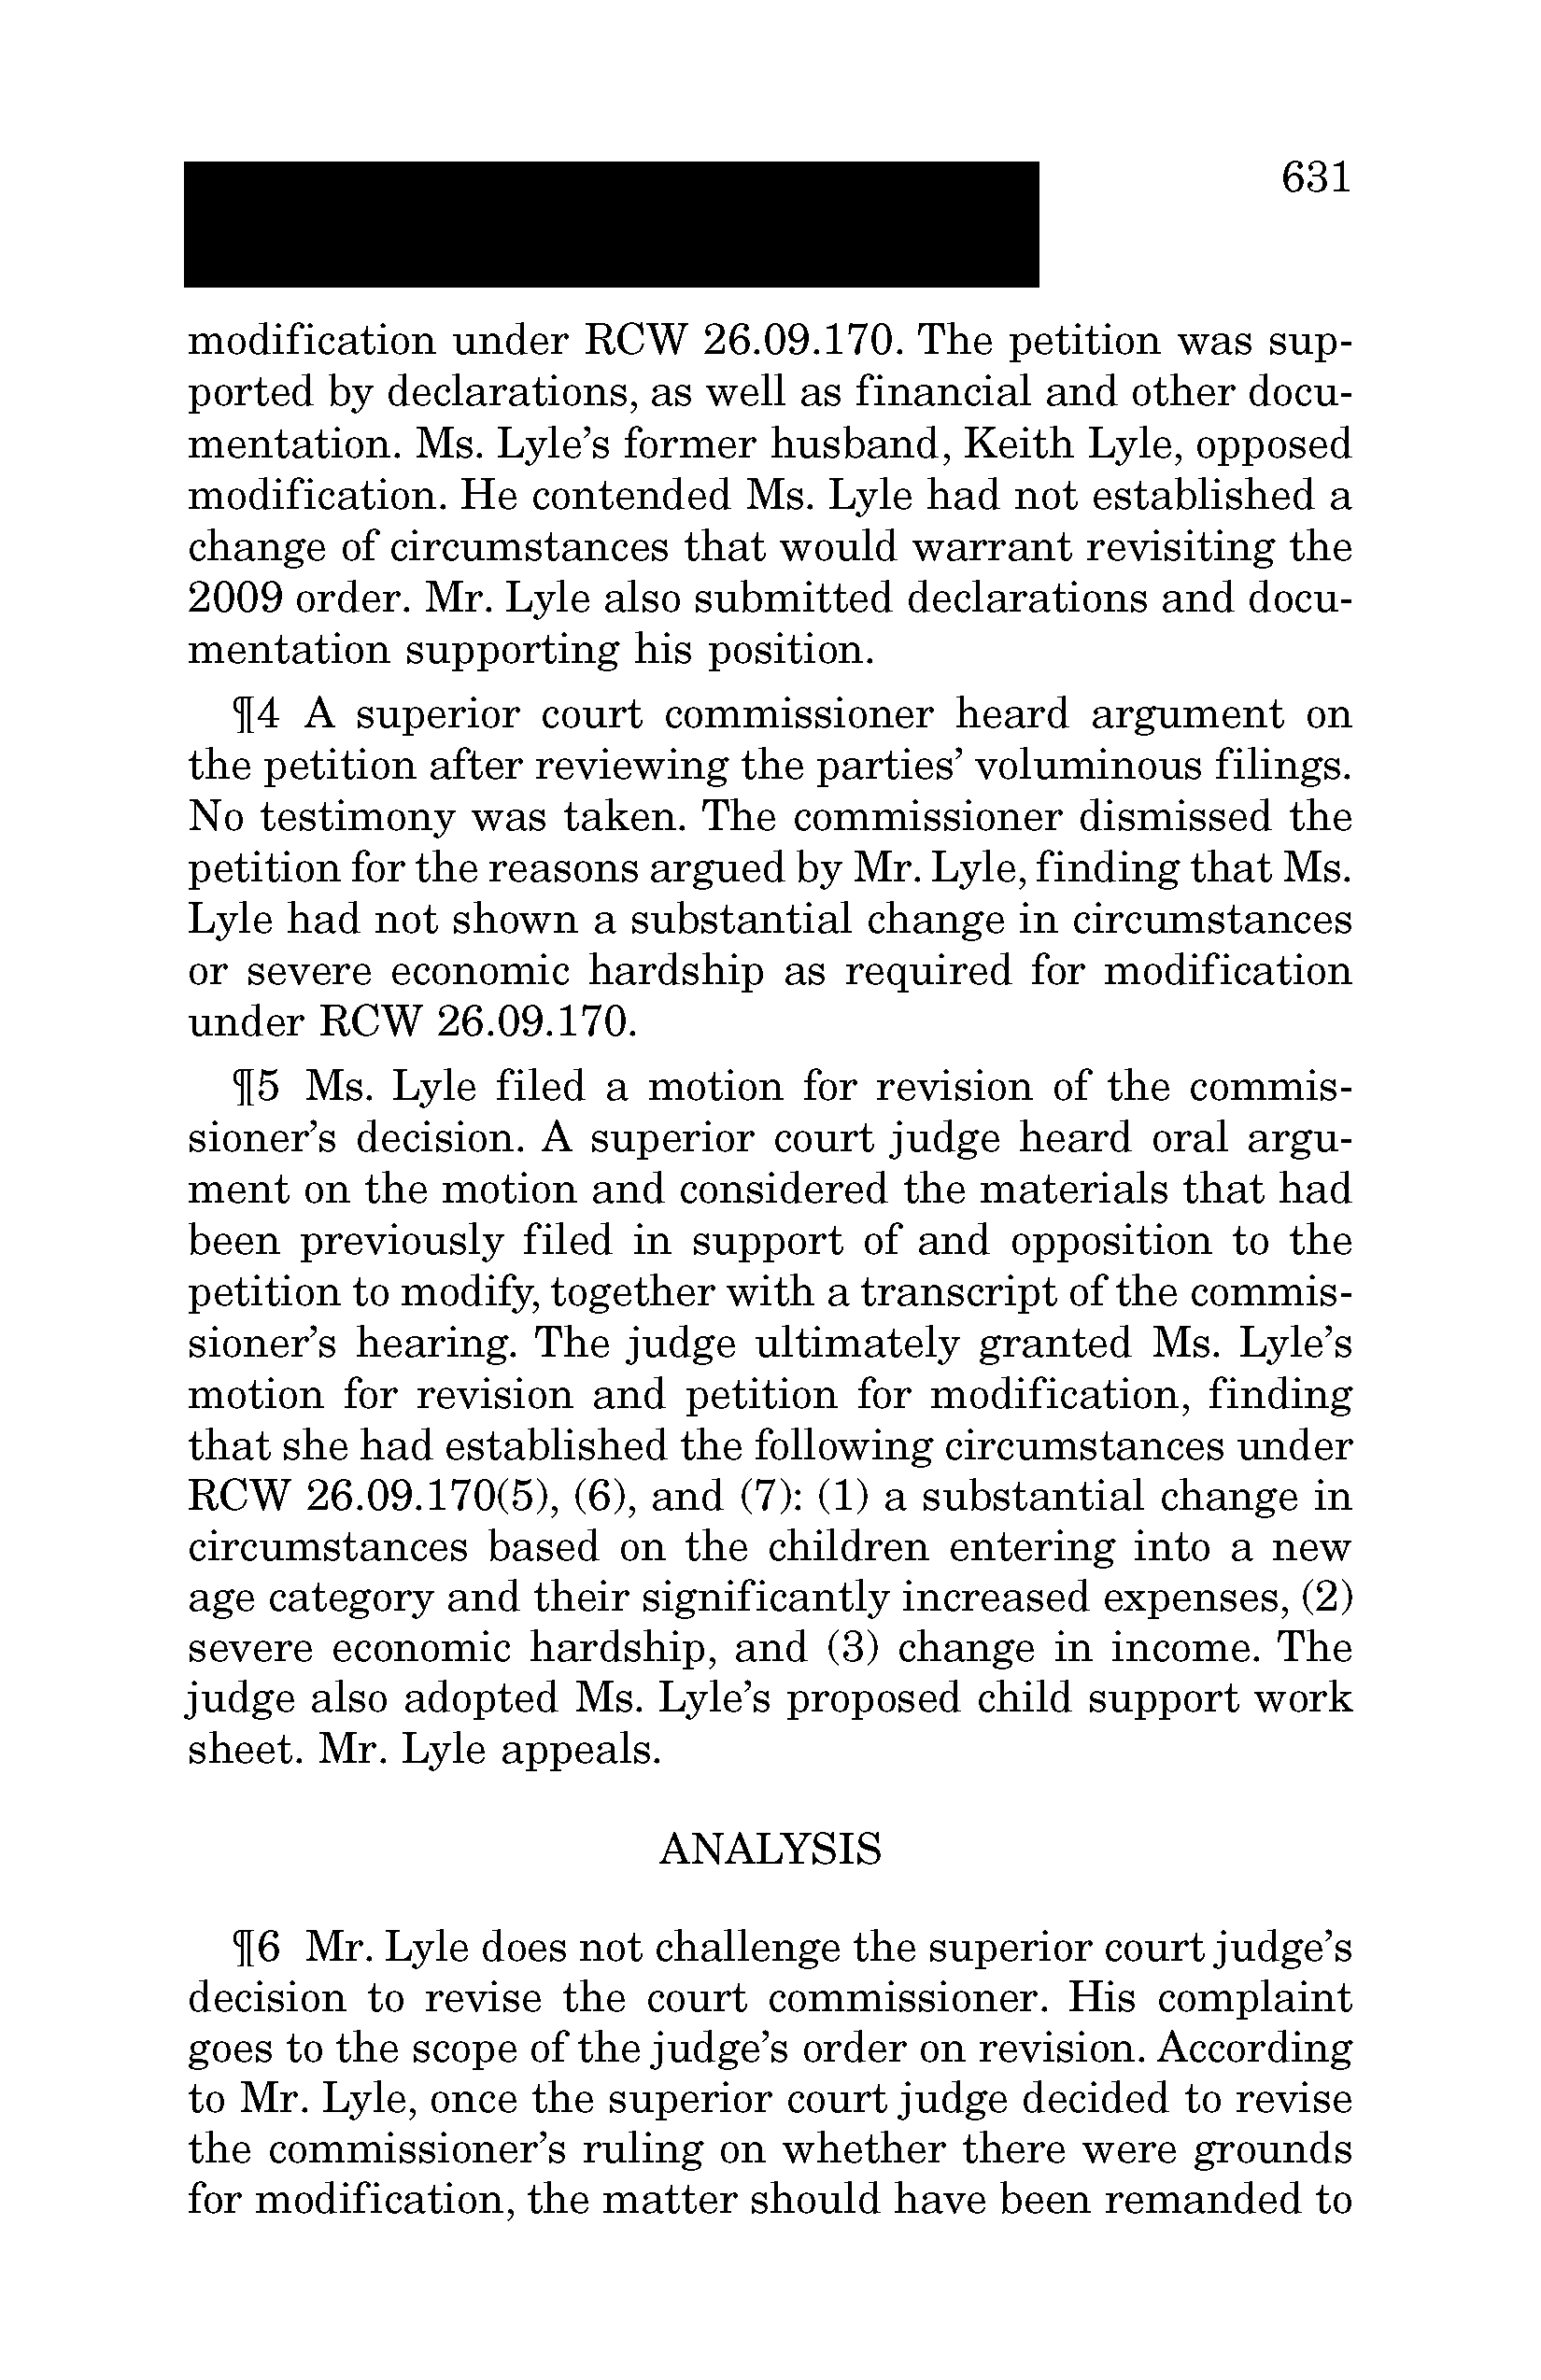 631
modification under RCW 26.09.170. The petition was sup-
ported by declarations, as well as financial and other docu-
mentation. Ms. Lyle’s former husband, Keith Lyle, opposed
modification. He contended Ms. Lyle had not established a
change of circumstances that would warrant revisiting the
2009 order. Mr. Lyle also submitted declarations and docu-
mentation supporting his position.
¶4 A superior court commissioner heard argument on
the petition after reviewing the parties’ voluminous filings.
No testimony was taken. The commissioner dismissed the
petition for the reasons argued by Mr. Lyle, finding that Ms.
Lyle had not shown a substantial change in circumstances
or severe economic hardship as required for modification
under RCW 26.09.170.
¶5 Ms. Lyle filed a motion for revision of the commis-
sioner’s decision. A superior court judge heard oral argu-
ment on the motion and considered the materials that had
been previously filed in support of and opposition to the
petition to modify, together with a transcript of the commis-
sioner’s hearing. The judge ultimately granted Ms. Lyle’s
motion for revision and petition for modification, finding
that she had established the following circumstances under
RCW 26.09.170(5), (6), and (7): (1) a substantial change in
circumstances based on the children entering into a new
age category and their significantly increased expenses, (2)
severe economic hardship, and (3) change in income. The
judge also adopted Ms. Lyle’s proposed child support work
sheet. Mr. Lyle appeals.
ANALYSIS
¶6 Mr. Lyle does not challenge the superior court judge’s
decision to revise the court commissioner. His complaint
goes to the scope of the judge’s order on revision. According
to Mr. Lyle, once the superior court judge decided to revise
the commissioner’s ruling on whether there were grounds
for modification, the matter should have been remanded to